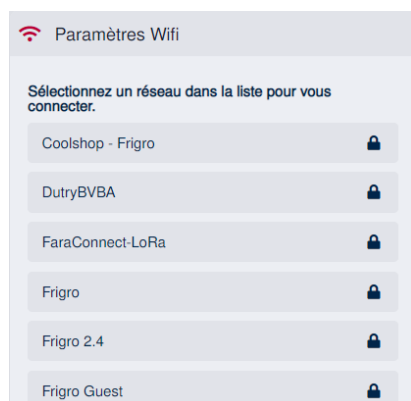 Paramètres Wifi
Sélectionnez un réseau dans la liste pour vous
connecter.
Coolshop - Frigro
DutryBVBA
FaraConnect-LoRa
Frigro
Frigro 2.4
Frigro Guest